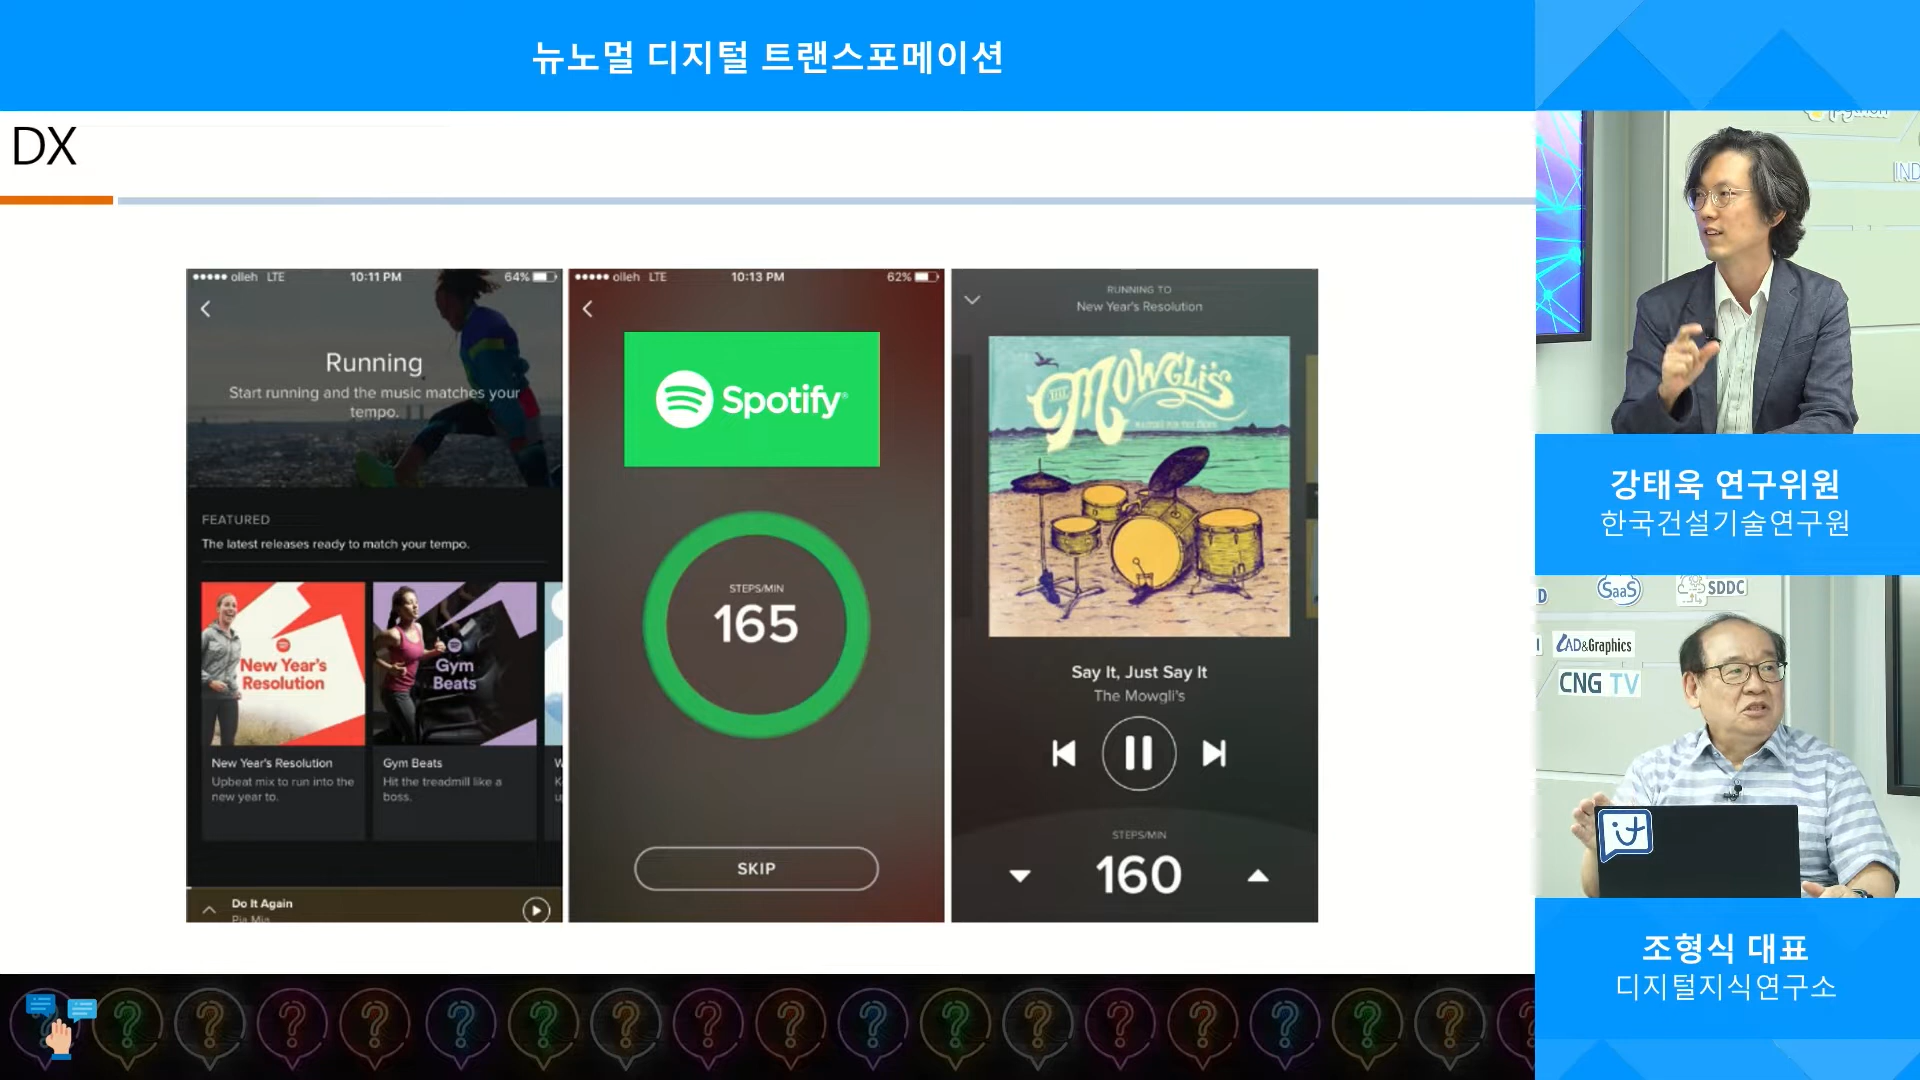 뉴노멀 디지털 트랜스포메이션
DX
olleh LTE 10:11 PM 64%
Running
Start running and the music matches your
tempo.
FEATURED
The latest releases ready to match your tempo.
New Year's
Resolution
Gym
Beats
New Year's Resolution
Upbeat mix to run into the
new year to.
Gym Beats
Hit the treadmill like a
boss.
Do It Again
Pia Mia
olleh LTE 10:13 PM 62%
Spotify
STEPS/MIN
165
SKIP
RUNNING TO
New Year's Resolution
THE MOWGLI'S
Say It, Just Say It
The Mowgli's
STEPS/MIN
160
python
IND
강태욱 연구위원
한국건설기술연구원
SaaS
SDDC
CAD&Graphics
CNG TV
it
조형식 대표
디지털지식연구소